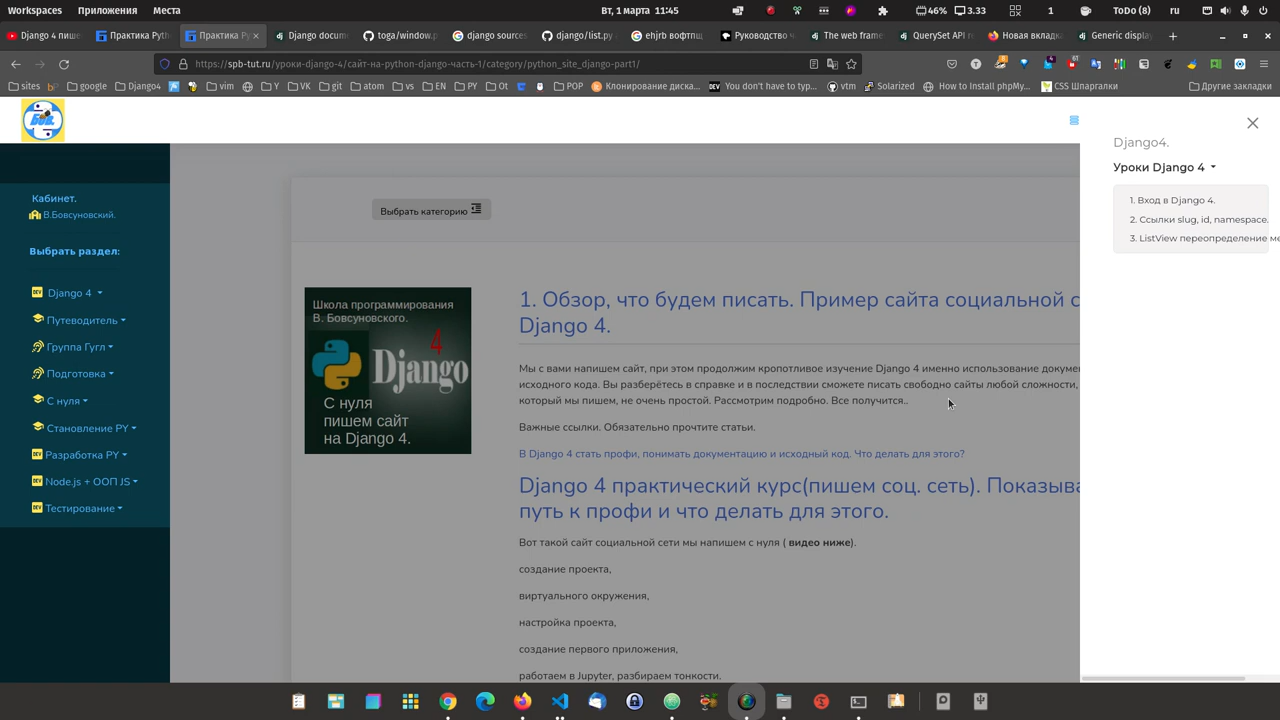 Workspaces Приложения Места Вт, 1 марта 11:45 46% 3.33 1 ToDo (8) ru
Django 4 пише Практика Pyth Практика Py Django docum toga/window.p django sources django/list.py ehjrb вофтпщ Руководство ч The web frame QuerySet API r Новая вкладк Generic display
https://spb-tut.ru/уроки-django-4/сайт-на-python-django-часть-1/category/python_site_django-part1/
sites b google Django4 vim Y VK git atom vs EN PY Ot POP Клонирование диска... You don't have to typ... vtm Solarized How to Install phpMy... CSS Шпаргалки Другие закладки
БОВ.
Кабинет.
В.Бовсуновский.
Выбрать раздел:
Django 4
Путеводитель
Группа Гугл
Подготовка
С нуля
Становление PY
Разработка PY
Node.js + ООП JS
Тестирование
Выбрать категорию
Школа программирования
В. Бовсуновского.
4
Django
С нуля
пишем сайт
на Django 4.
1. Обзор, что будем писать. Пример сайта социальной с
Django 4.
Мы с вами напишем сайт, при этом продолжим кропотливое изучение Django 4 именно использование докумен
исходного кода. Вы разберётесь в справке и в последствии сможете писать свободно сайты любой сложности,
который мы пишем, не очень простой. Рассмотрим подробно. Все получится..
Важные ссылки. Обязательно прочтите статьи.
В Django 4 стать профи, понимать документацию и исходный код. Что делать для этого?
Django 4 практический курс(пишем соц. сеть). Показыва
путь к профи и что делать для этого.
Вот такой сайт социальной сети мы напишем с нуля ( видео ниже).
создание проекта,
виртуального окружения,
настройка проекта,
создание первого приложения,
работаем в Jupyter, разбираем тонкости.
Django4.
Уроки Django 4
1. Вход в Django 4.
2. Ссылки slug, id, namespace.
3. ListView переопределение ме